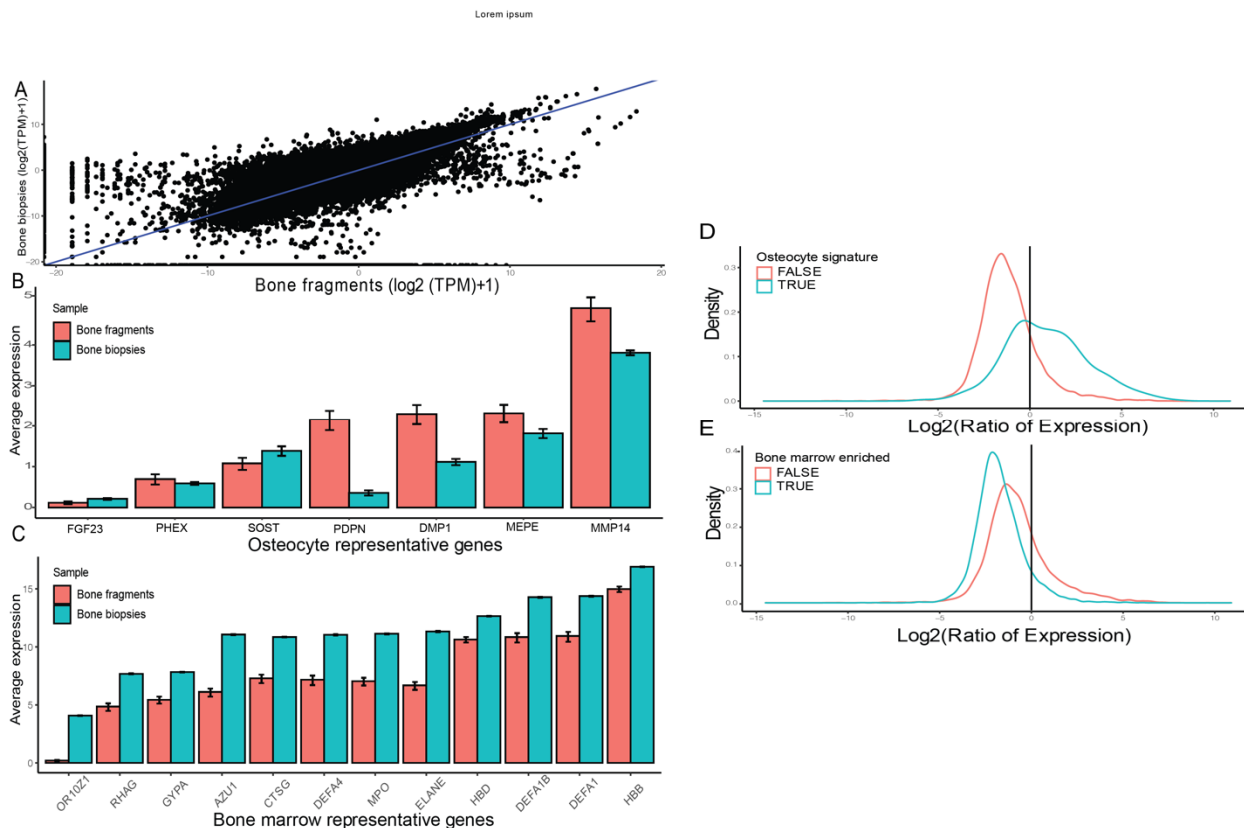 Lorem ipsum
A
Bone biopsies (log2(TPM)+1)
10
0
−10
−20
−20
−10
0
10
20
Bone fragments (log2 (TPM)+1)
B
Average expression
5
4
3
2
1
0
Sample
Bone fragments
Bone biopsies
FGF23 PHEX SOST PDPN DMP1 MEPE MMP14
Osteocyte representative genes
C
Average expression
15
10
5
0
Sample
Bone fragments
Bone biopsies
OR10Z1 RHAG GYPA AZU1 CTSG DEFA4 MPO ELANE HBD DEFA1B DEFA1 HBB
Bone marrow representative genes
D
Osteocyte signature
FALSE
TRUE
Density
0.3
0.2
0.1
0.0
−15 −10 −5 0 5 10
Log2(Ratio of Expression)
E
Bone marrow enriched
FALSE
TRUE
Density
0.4
0.3
0.2
0.1
0.0
−15 −10 −5 0 5 10
Log2(Ratio of Expression)